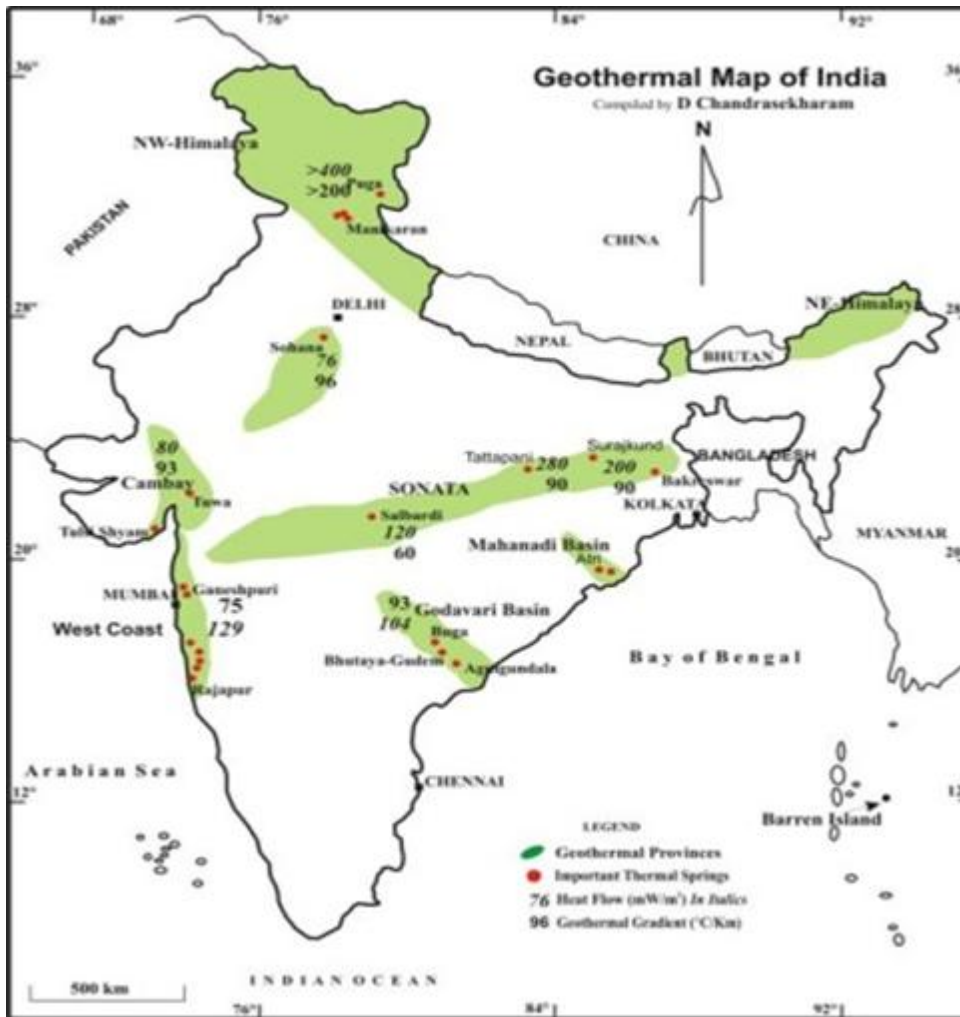 68°
76°
84°
92°
36°
36
Geothermal Map of India
Compiled by D Chandrasekharam
N
NW-Himalaya
>400
>200
Puga
Manikaran
PAKISTAN
CHINA
28°
28
DELHI
NE-Himalaya
Sohana
76
96
NEPAL
BHUTAN
80
93
Cambay
Tuwa
Tulsi Shyam
Tattapani
280
90
Surajkund
200
90
Bakreswar
BANGLADESH
SONATA
KOLKATA
Salbardi
120
60
Mahanadi Basin
MYANMAR
20°
20
MUMBAI
Ganeshpuri
75
129
West Coast
Rajapur
93
104
Godavari Basin
Buga
Bhutaya-Gudem
Agnigundala
Bay of Bengal
Arabian Sea
CHENNAI
12°
12
Barren Island
LEGEND
Geothermal Provinces
Important Thermal Springs
76 Heat Flow (mW/m²) In Italics
96 Geothermal Gradient (°C/Km)
INDIAN OCEAN
500 km
76°
84°
92°